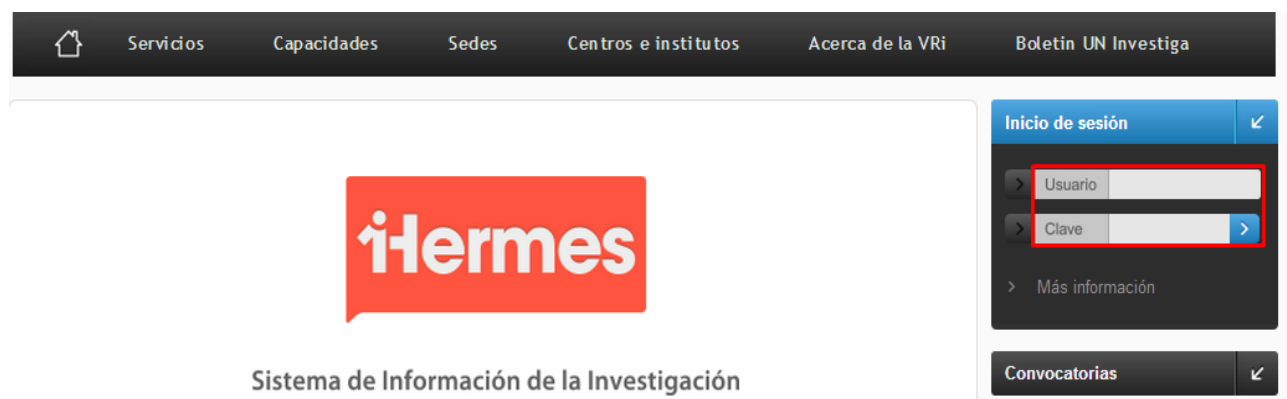 Servicios Capacidades Sedes Centros e institutos Acerca de la VRi Boletin UN Investiga
Hermes
Sistema de Información de la Investigación
Inicio de sesión
Usuario
Clave
Más información
Convocatorias